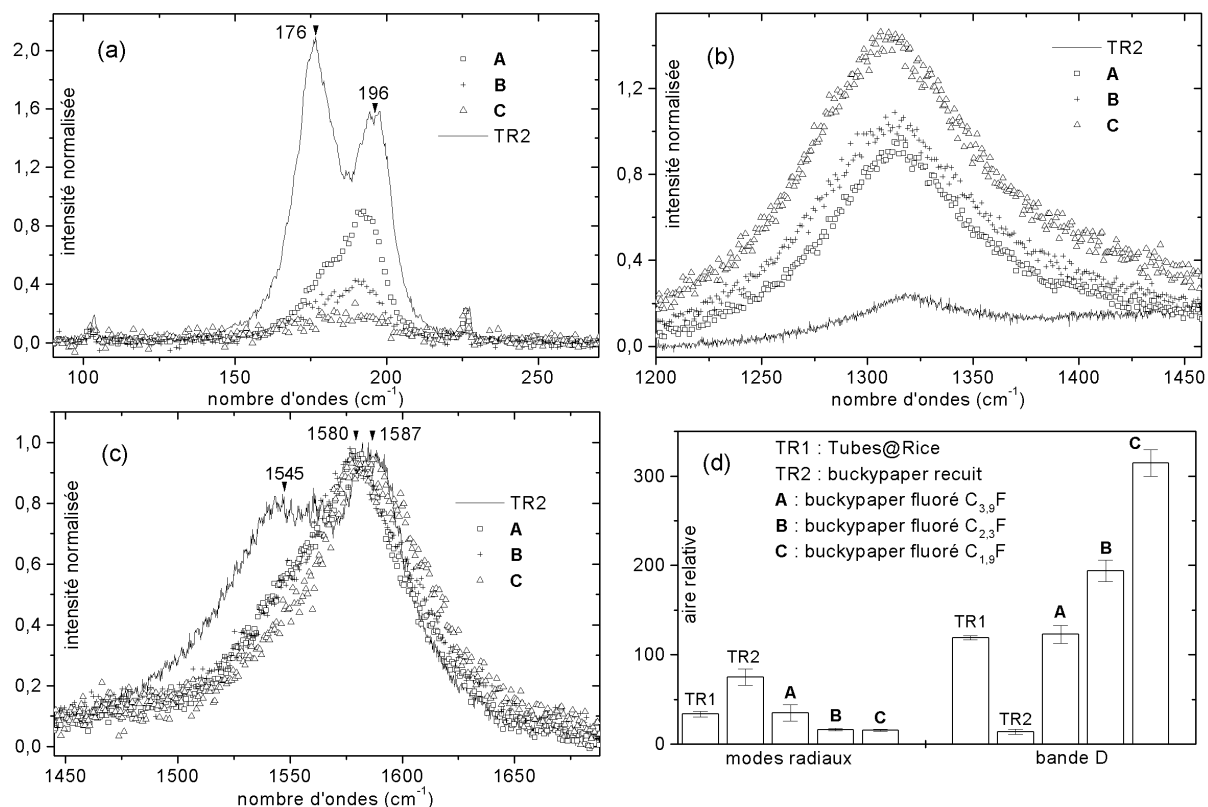 (a)
176
196
A
B
C
TR2
2,0
1,6
1,2
0,8
0,4
0,0
intensité normalisée
100
150
200
250
nombre d'ondes (cm-1)
(b)
TR2
A
B
C
1,2
0,8
0,4
0,0
intensité normalisée
1200
1250
1300
1350
1400
1450
nombre d'ondes (cm-1)
(c)
1580
1587
1545
TR2
A
B
C
1,0
0,8
0,6
0,4
0,2
0,0
intensité normalisée
1450
1500
1550
1600
1650
nombre d'ondes (cm-1)
(d)
TR1 : Tubes@Rice
TR2 : buckypaper recuit
A : buckypaper fluoré C3,9F
B : buckypaper fluoré C2,3F
C : buckypaper fluoré C1,9F
300
200
100
0
aire relative
TR1
TR2
A
B
C
TR1
TR2
A
B
C
modes radiaux
bande D